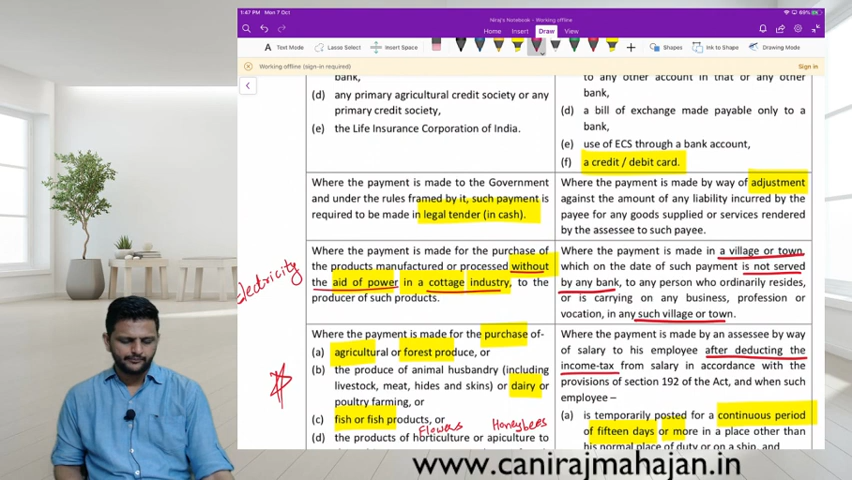 1:47 PM Mon 7 Oct
69%
Niraj's Notebook - Working offline
Home Insert Draw View
Text Mode
Lasso Select
Insert Space
Shapes
Ink to Shape
Drawing Mode
Working offline (sign-in required)
Sign in
bank,
(d) any primary agricultural credit society or any
primary credit society,
(e) the Life Insurance Corporation of India.
to any other account in that or any other
bank,
(d) a bill of exchange made payable only to a
bank,
(e) use of ECS through a bank account,
(f) a credit / debit card.
Where the payment is made to the Government
and under the rules framed by it, such payment is
required to be made in legal tender (in cash).
Where the payment is made by way of adjustment
against the amount of any liability incurred by the
payee for any goods supplied or services rendered
by the assessee to such payee.
Where the payment is made for the purchase of
the products manufactured or processed without
the aid of power in a cottage industry, to the
producer of such products.
Electricity
Where the payment is made in a village or town,
which on the date of such payment is not served
by any bank, to any person who ordinarily resides,
or is carrying on any business, profession or
vocation, in any such village or town.
Where the payment is made for the purchase of-
(a) agricultural or forest produce, or
(b) the produce of animal husbandry (including
livestock, meat, hides and skins) or dairy or
poultry farming, or
(c) fish or fish products, or
Flowers Honeybees
(d) the products of horticulture or apiculture to
Where the payment is made by an assessee by way
of salary to his employee after deducting the
income-tax from salary in accordance with the
provisions of section 192 of the Act, and when such
employee –
(a) is temporarily posted for a continuous period
of fifteen days or more in a place other than
his normal place of duty or on a ship, and
www.canirajmahajan.in